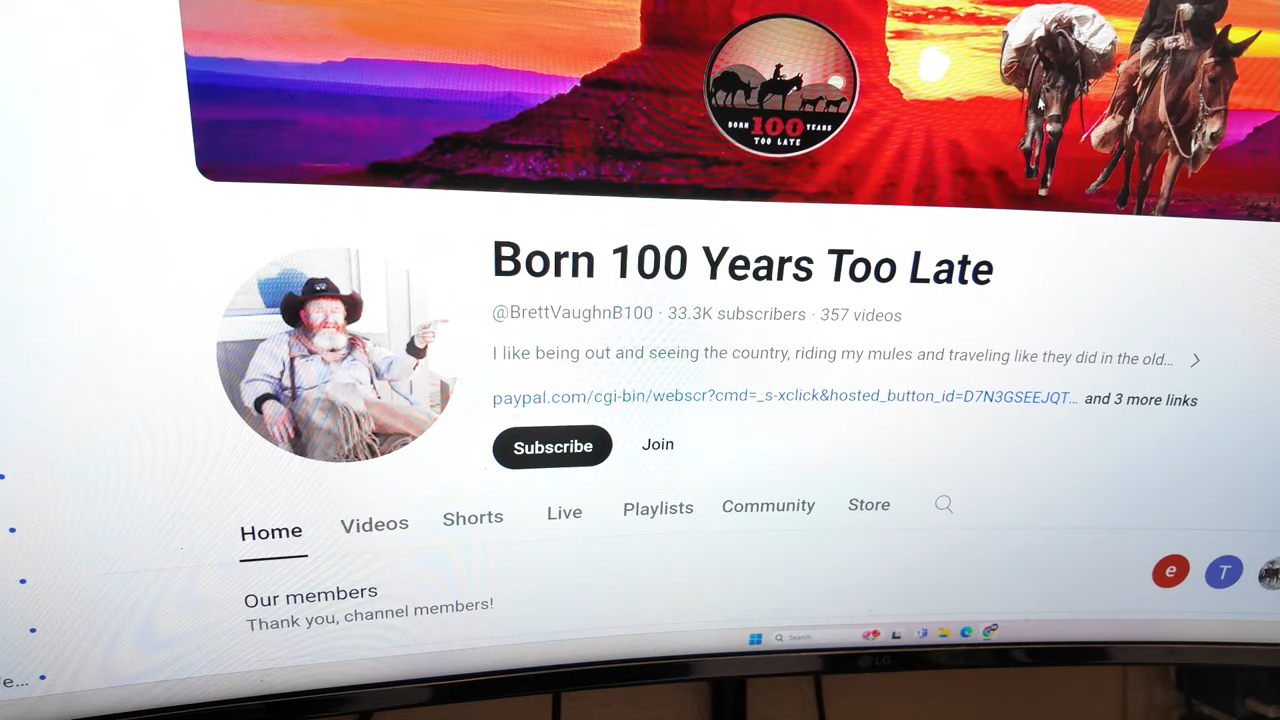 BORN 100 YEARS
TOO LATE
Born 100 Years Too Late
@BrettVaughnB100 · 33.3K subscribers · 357 videos
I like being out and seeing the country, riding my mules and traveling like they did in the old...
paypal.com/cgi-bin/webscr?cmd=_s-xclick&hosted_button_id=D7N3GSEEJQT... and 3 more links
Subscribe Join
Home Videos Shorts Live Playlists Community Store
Our members
Thank you, channel members!
e T
Search
LG